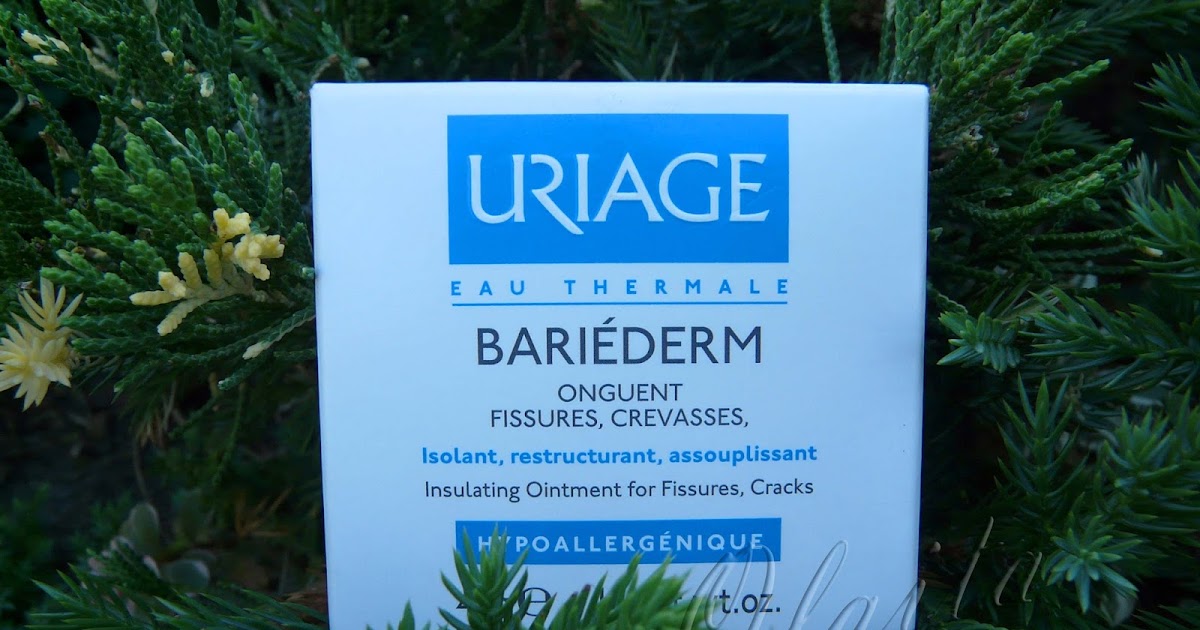 URIAGE
EAU THERMALE
BARIÉDERM
ONGUENT
FISSURES, CREVASSES,
Isolant, restructurant, assouplissant
Insulating Ointment for Fissures, Cracks
HYPOALLERGÉNIQUE